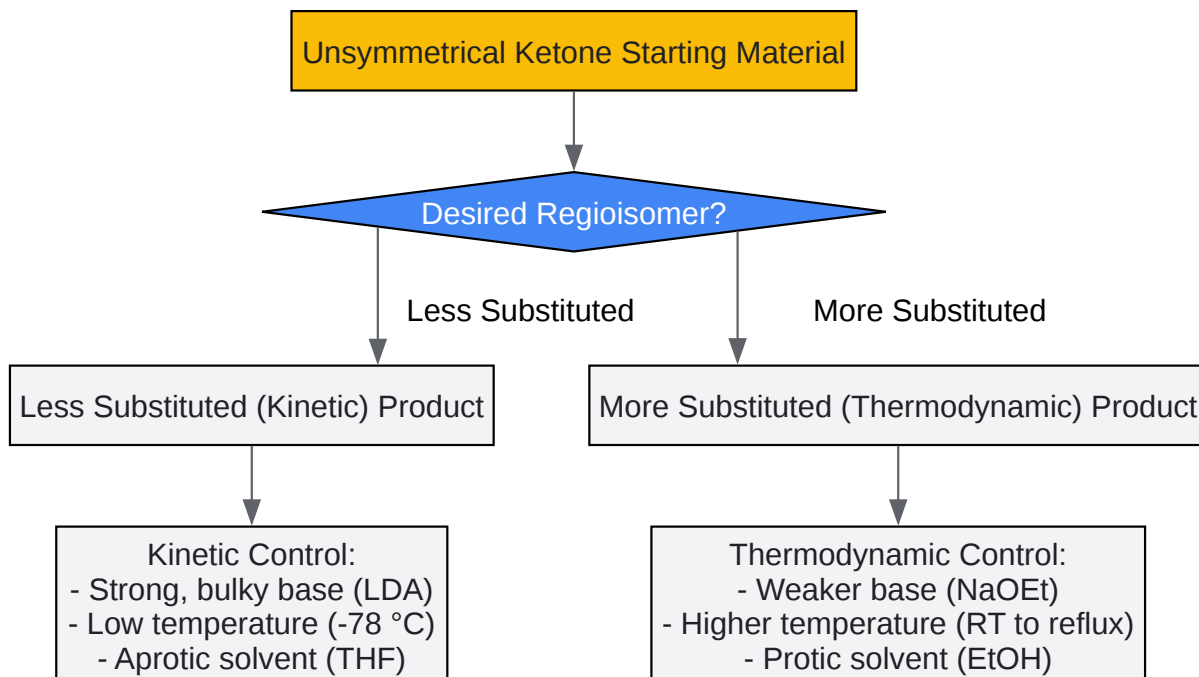 Unsymmetrical Ketone Starting Material
Desired Regioisomer?
Less Substituted
More Substituted
Less Substituted (Kinetic) Product
More Substituted (Thermodynamic) Product
Kinetic Control:
- Strong, bulky base (LDA)
- Low temperature (-78 °C)
- Aprotic solvent (THF)
Thermodynamic Control:
- Weaker base (NaOEt)
- Higher temperature (RT to reflux)
- Protic solvent (EtOH)